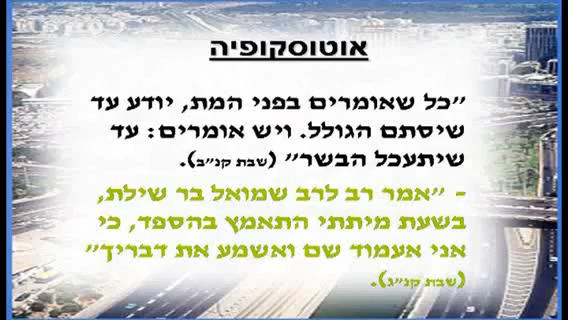 אוטוסקופיה
״כל שאומרים בפני המת, יודע עד
שיסתם הגולל. ויש אומרים: עד
שיתעכל הבשר״ (שבת קנ״ב).
- ״אמר רב לרב שמואל בר שילת,
בשעת מיתתי התאמץ בהספד, כי
אני אעמוד שם ואשמע את דבריך״
(שבת קנ״ג).